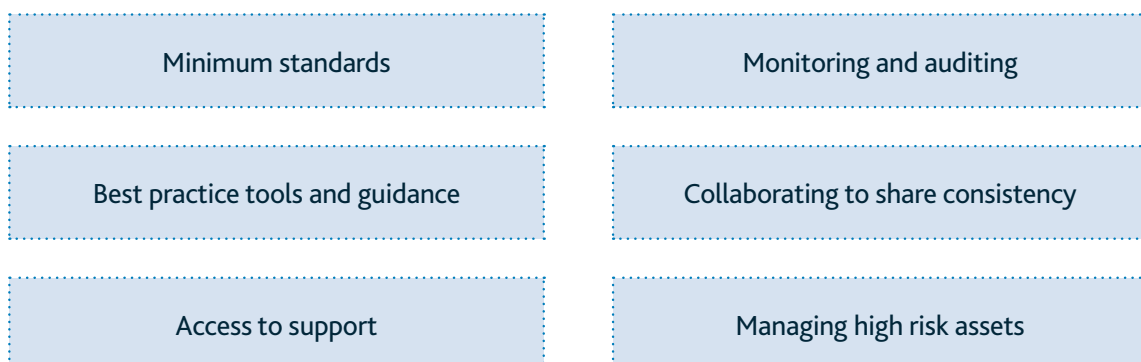 Minimum standards
Monitoring and auditing
Best practice tools and guidance
Collaborating to share consistency
Access to support
Managing high risk assets